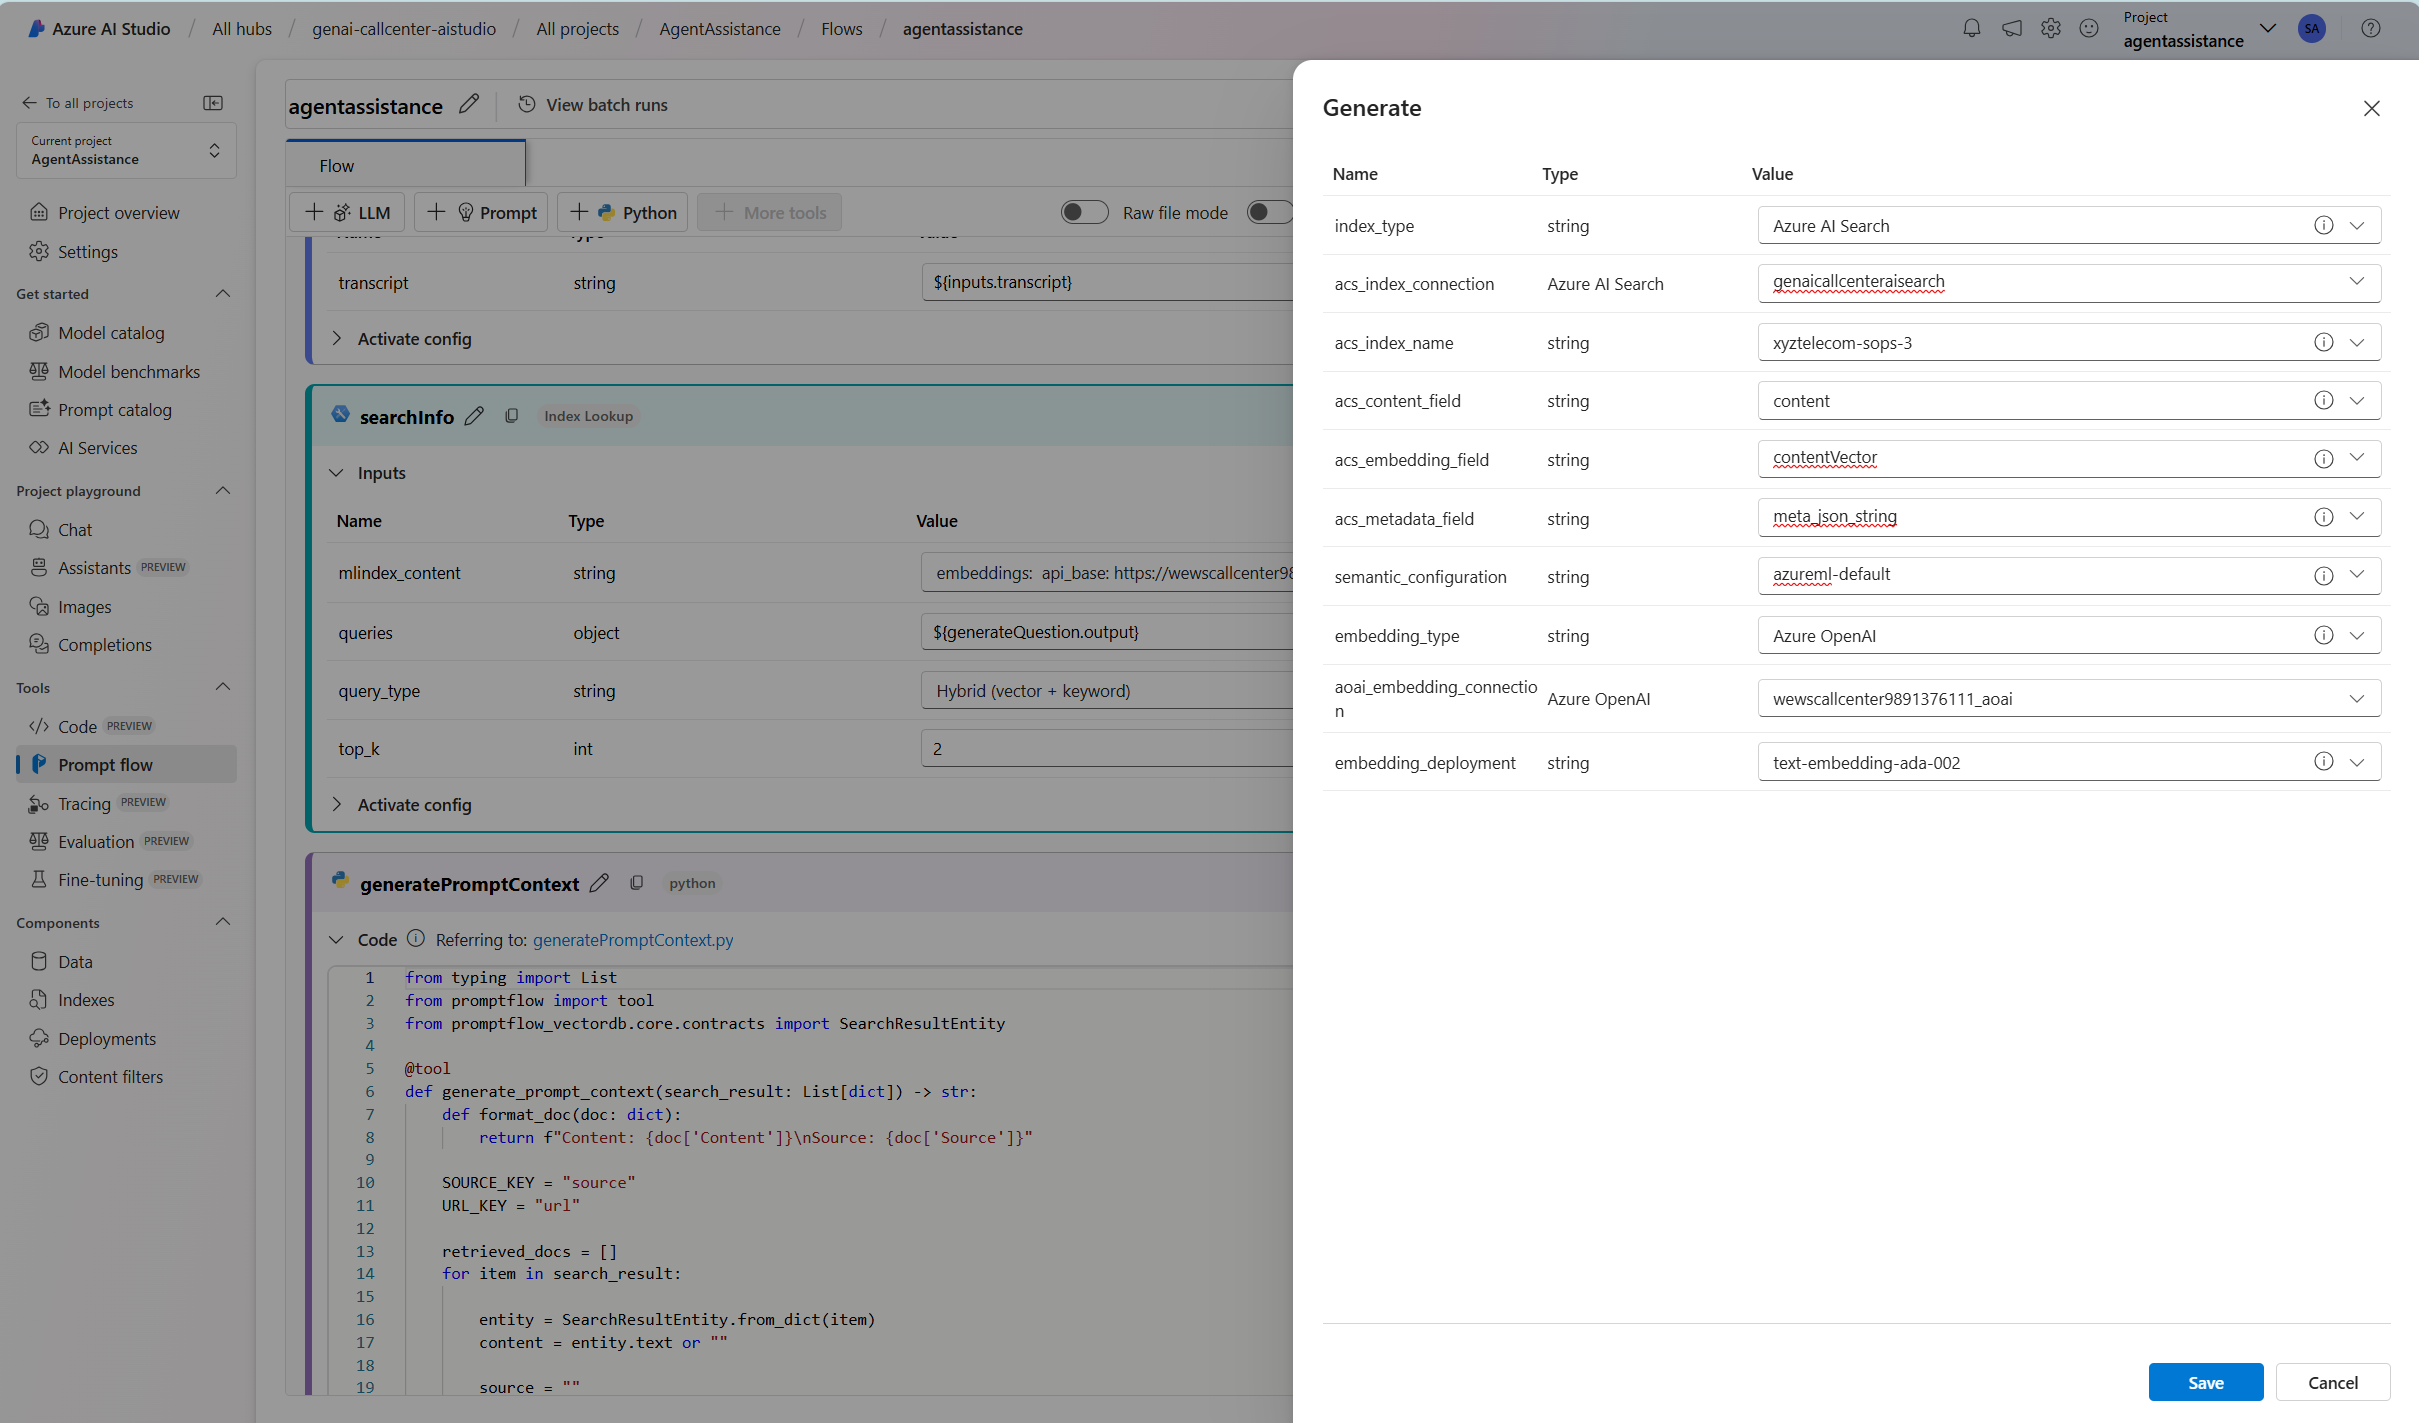 Azure AI Studio / All hubs / genai-callcenter-aistudio / All projects / AgentAssistance / Flows / agentassistance
Project
agentassistance
SA
To all projects
Current project
AgentAssistance
Project overview
Settings
Get started
Model catalog
Model benchmarks
Prompt catalog
AI Services
Project playground
Chat
Assistants PREVIEW
Images
Completions
Tools
Code PREVIEW
Prompt flow
Tracing PREVIEW
Evaluation PREVIEW
Fine-tuning PREVIEW
Components
Data
Indexes
Deployments
Content filters
agentassistance View batch runs
Flow
LLM Prompt Python More tools Raw file mode
transcript string ${inputs.transcript}
Activate config
searchInfo Index Lookup
Inputs
Name Type Value
mlindex_content string embeddings: api_base: https://wewscallcenter98
queries object ${generateQuestion.output}
query_type string Hybrid (vector + keyword)
top_k int 2
Activate config
generatePromptContext python
Code Referring to: generatePromptContext.py
1 from typing import List
2 from promptflow import tool
3 from promptflow_vectordb.core.contracts import SearchResultEntity
4
5 @tool
6 def generate_prompt_context(search_result: List[dict]) -> str:
7 def format_doc(doc: dict):
8 return f"Content: {doc['Content']}\nSource: {doc['Source']}"
9
10 SOURCE_KEY = "source"
11 URL_KEY = "url"
12
13 retrieved_docs = []
14 for item in search_result:
15
16 entity = SearchResultEntity.from_dict(item)
17 content = entity.text or ""
18
19 source = ""
Generate
Name Type Value
index_type string Azure AI Search
acs_index_connection Azure AI Search genaicallcenteraisearch
acs_index_name string xyztelecom-sops-3
acs_content_field string content
acs_embedding_field string contentVector
acs_metadata_field string meta_json_string
semantic_configuration string azureml-default
embedding_type string Azure OpenAI
aoai_embedding_connectio
n Azure OpenAI wewscallcenter9891376111_aoai
embedding_deployment string text-embedding-ada-002
Save Cancel